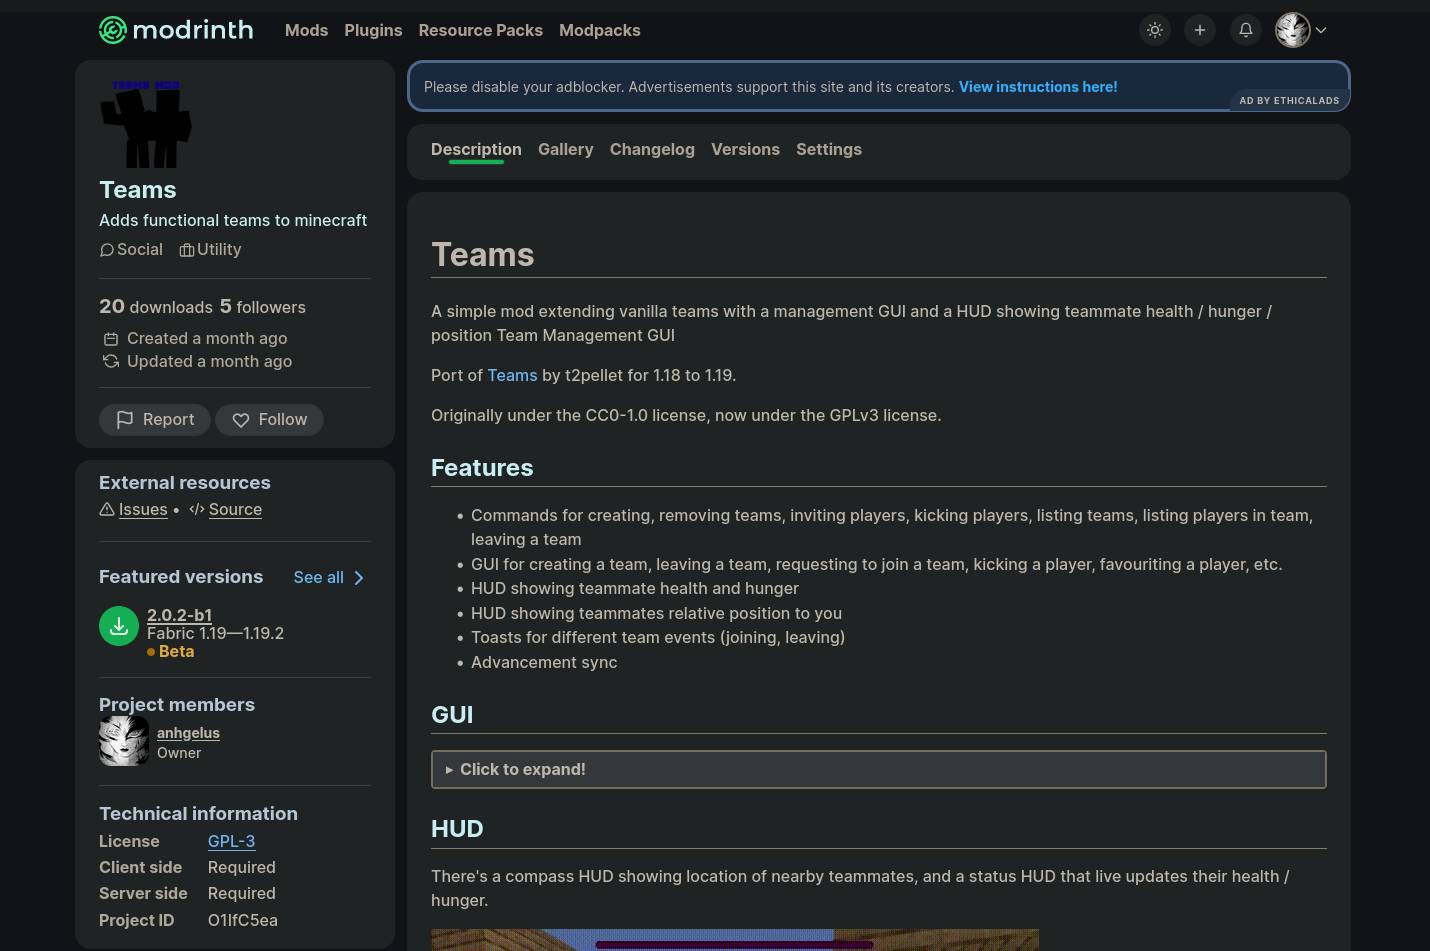 modrinth
Mods Plugins Resource Packs Modpacks
TEAMS MOD
Teams
Adds functional teams to minecraft
Social Utility
20 downloads 5 followers
Created a month ago
Updated a month ago
Report Follow
External resources
Issues • Source
Featured versions See all
2.0.2-b1
Fabric 1.19—1.19.2
Beta
Project members
anhgelus
Owner
Technical information
License GPL-3
Client side Required
Server side Required
Project ID O1IfC5ea
Please disable your adblocker. Advertisements support this site and its creators. View instructions here!
AD BY ETHICALADS
Description Gallery Changelog Versions Settings
Teams
A simple mod extending vanilla teams with a management GUI and a HUD showing teammate health / hunger /
position Team Management GUI
Port of Teams by t2pellet for 1.18 to 1.19.
Originally under the CC0-1.0 license, now under the GPLv3 license.
Features
• Commands for creating, removing teams, inviting players, kicking players, listing teams, listing players in team,
leaving a team
• GUI for creating a team, leaving a team, requesting to join a team, kicking a player, favouriting a player, etc.
• HUD showing teammate health and hunger
• HUD showing teammates relative position to you
• Toasts for different team events (joining, leaving)
• Advancement sync
GUI
▸ Click to expand!
HUD
There's a compass HUD showing location of nearby teammates, and a status HUD that live updates their health /
hunger.